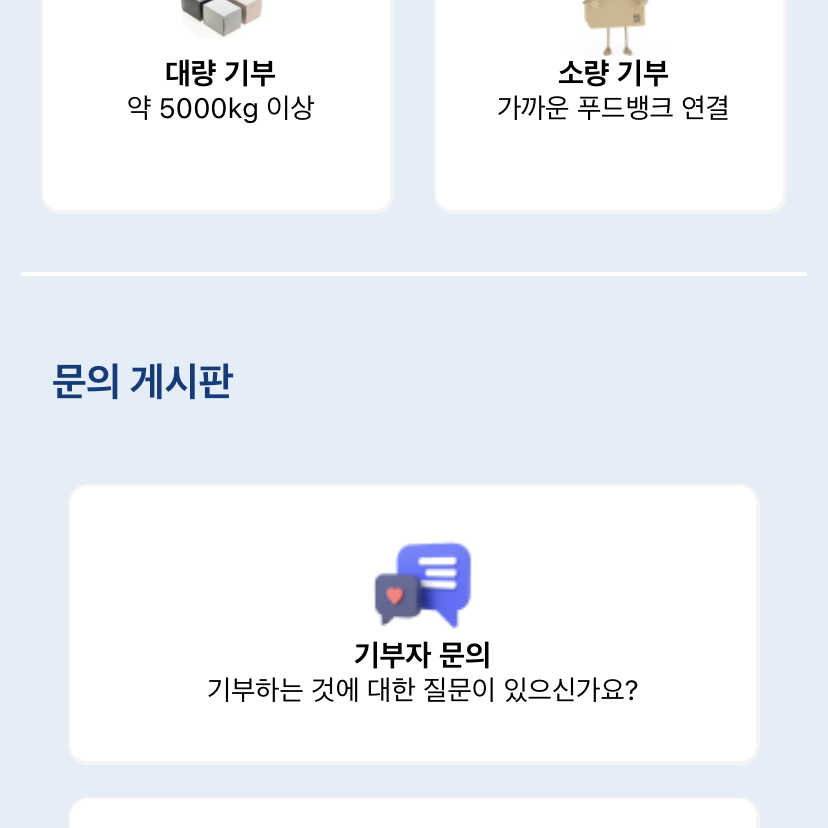 대량 기부
약 5000kg 이상
소량 기부
가까운 푸드뱅크 연결
문의 게시판
기부자 문의
기부하는 것에 대한 질문이 있으신가요?